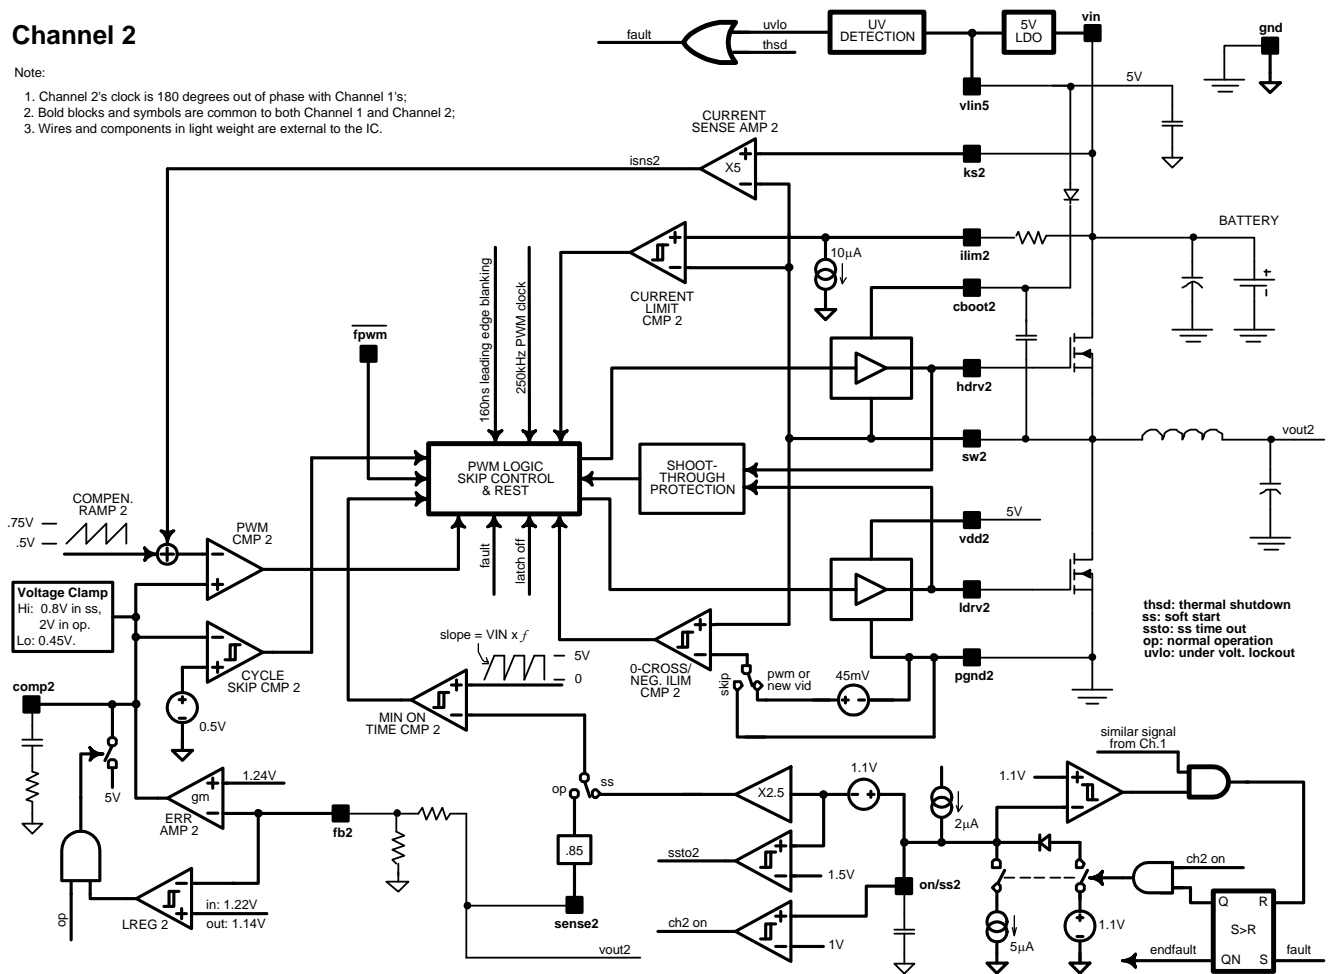 Channel 2
Note:
1. Channel 2's clock is 180 degrees out of phase with Channel 1's;
2. Bold blocks and symbols are common to both Channel 1 and Channel 2;
3. Wires and components in light weight are external to the IC.
fault
uvlo
thsd
UV
DETECTION
5V
LDO
vin
gnd
vlin5
5V
CURRENT
SENSE AMP 2
X5
isns2
ks2
BATTERY
ilim2
10µA
CURRENT
LIMIT
CMP 2
cboot2
fpwm
160ns leading edge blanking
250kHz PWM clock
hdrv2
PWM LOGIC
SKIP CONTROL
& REST
SHOOT-
THROUGH
PROTECTION
sw2
vout2
COMPEN.
RAMP 2
.75V
.5V
PWM
CMP 2
fault
latch off
5V
vdd2
Voltage Clamp
Hi: 0.8V in ss,
2V in op.
Lo: 0.45V.
ldrv2
thsd: thermal shutdown
ss: soft start
ssto: ss time out
op: normal operation
uvlo: under volt. lockout
CYCLE
SKIP CMP 2
slope = VIN x f
5V
0
0-CROSS/
NEG. ILIM
CMP 2
skip
pwm or
new vid
45mV
pgnd2
comp2
0.5V
MIN ON
TIME CMP 2
5V
1.24V
gm
ERR
AMP 2
fb2
op
ss
X2.5
1.1V
2µA
similar signal
from Ch.1
1.1V
.85
ssto2
1.5V
on/ss2
ch2 on
LREG 2
in: 1.22V
out: 1.14V
op
sense2
vout2
ch2 on
1V
5µA
1.1V
Q
R
S>R
QN
S
endfault
fault